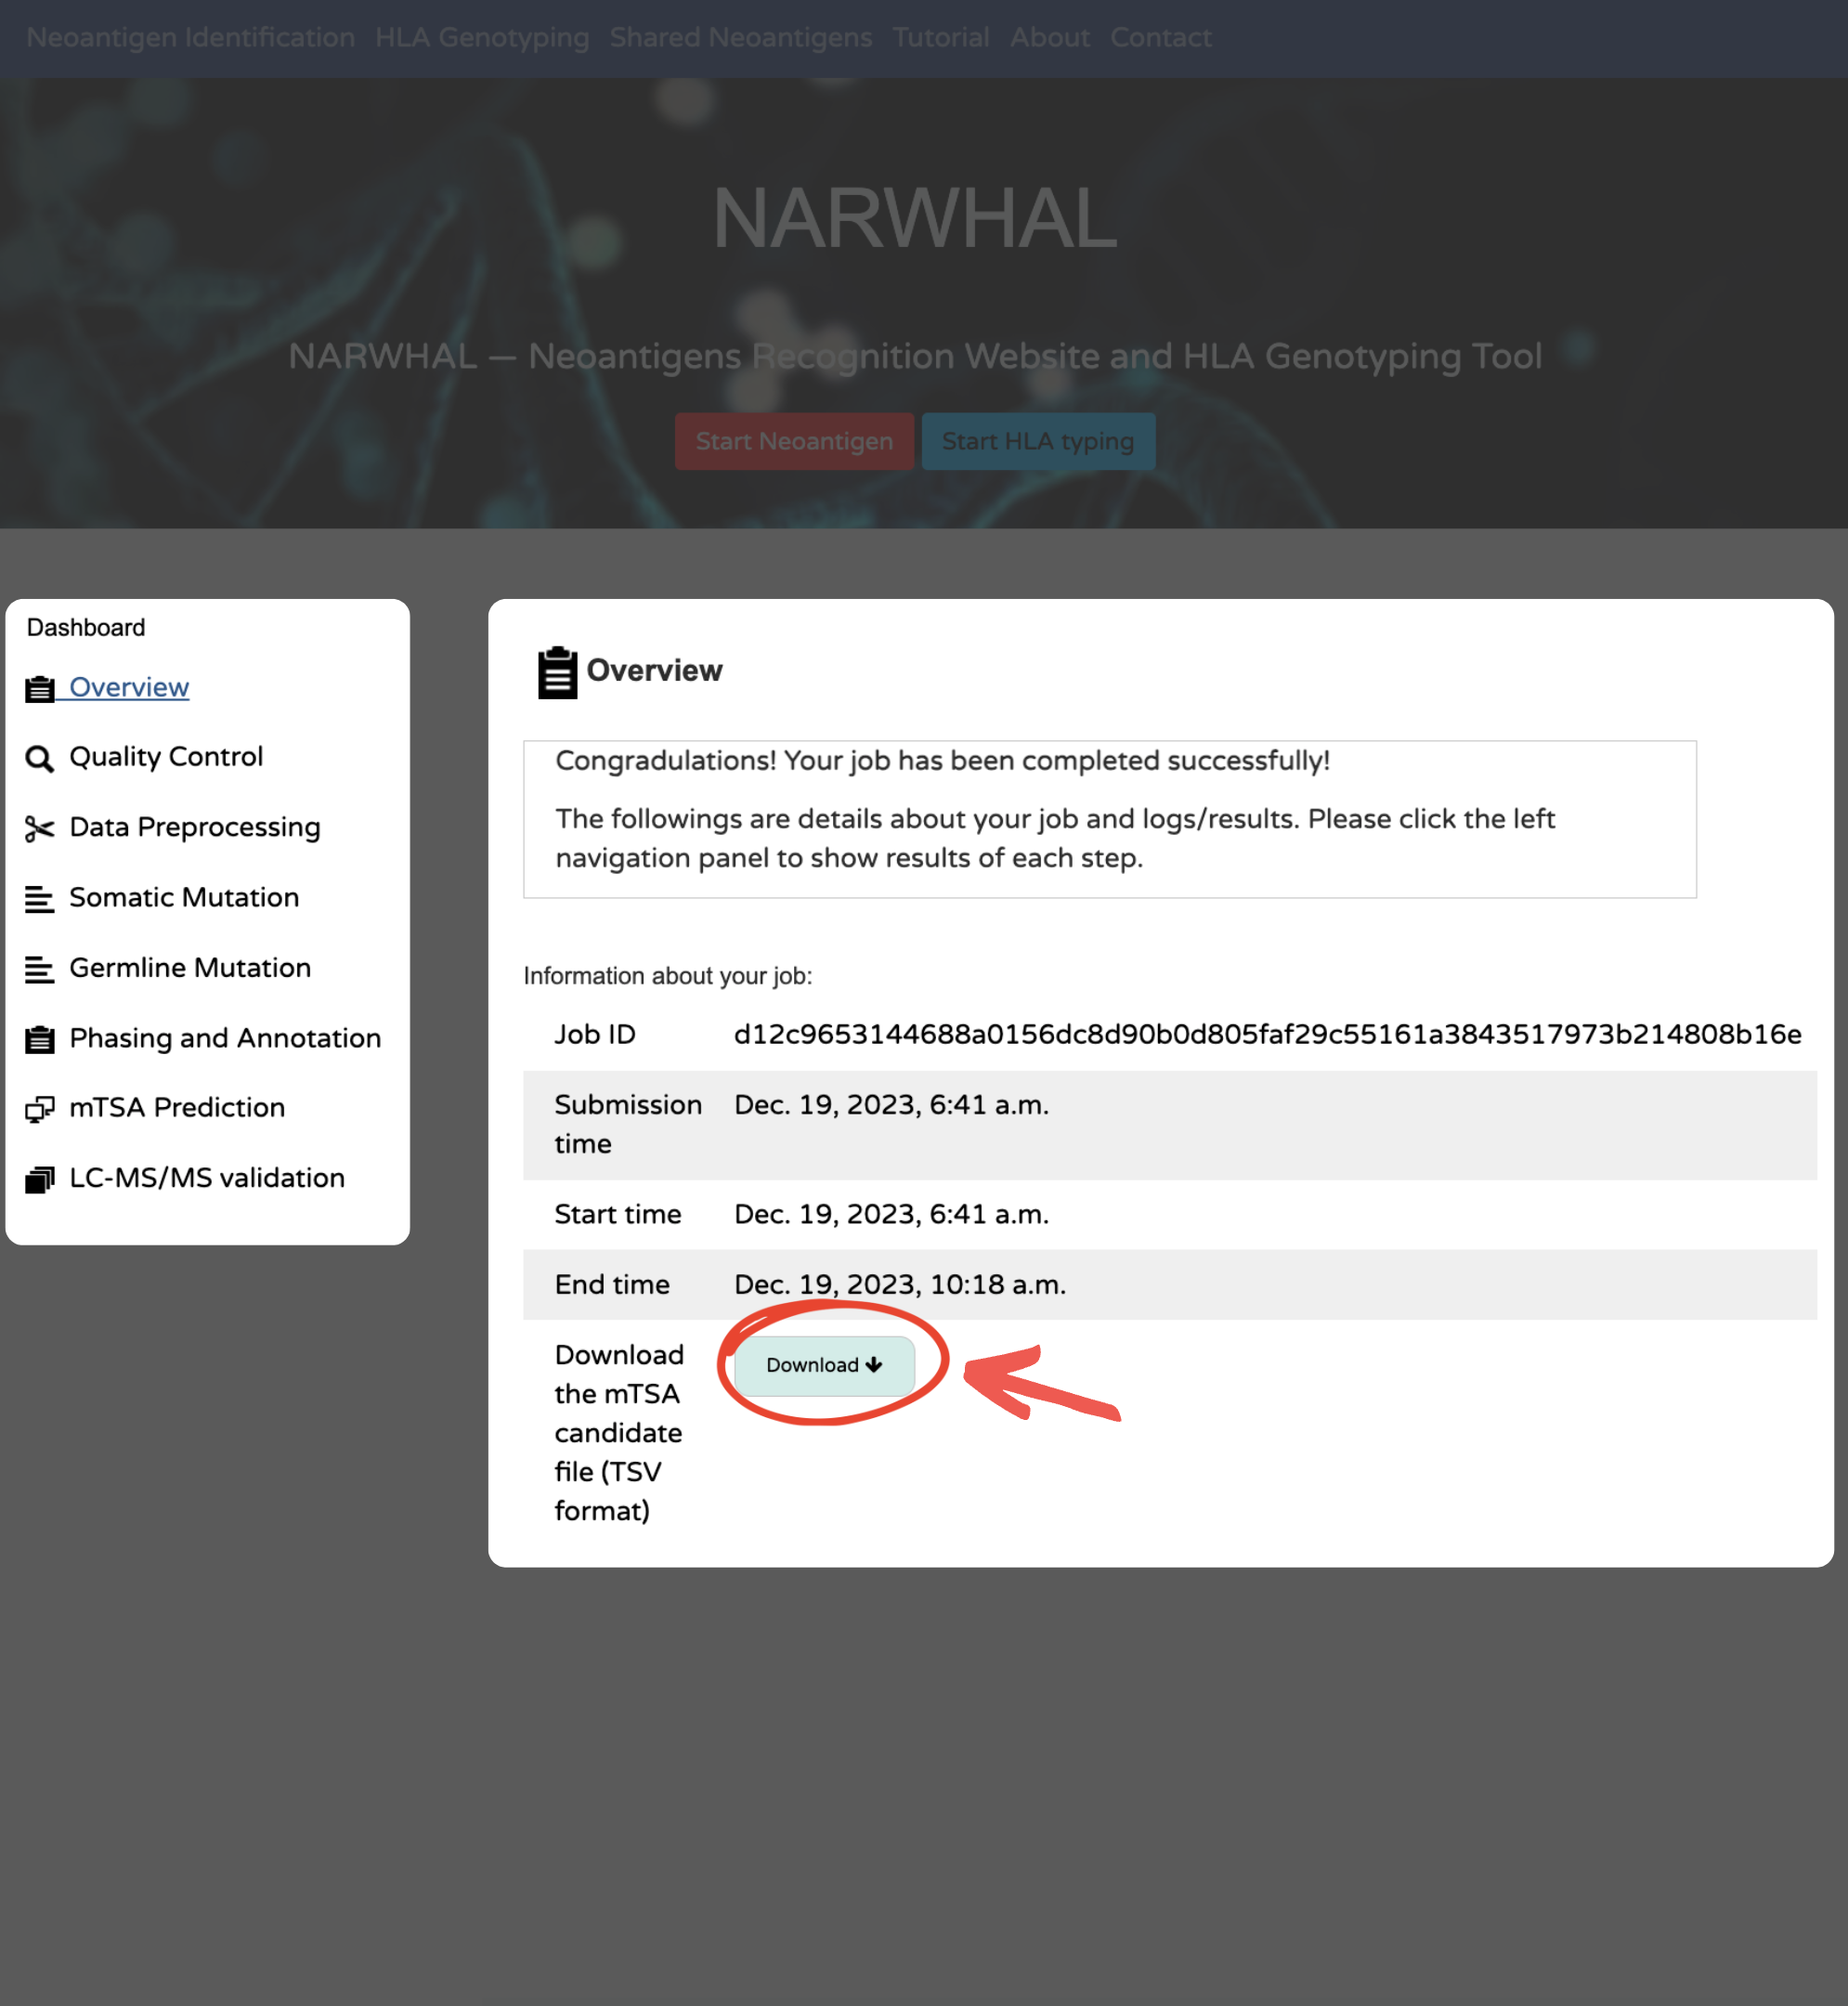 Neoantigen Identification HLA Genotyping Shared Neoantigens Tutorial About Contact
NARWHAL
NARWHAL — Neoantigens Recognition Website and HLA Genotyping Tool
Start Neoantigen Start HLA typing
Dashboard
Overview
Quality Control
Data Preprocessing
Somatic Mutation
Germline Mutation
Phasing and Annotation
mTSA Prediction
LC-MS/MS validation
Overview
Congradulations! Your job has been completed successfully!
The followings are details about your job and logs/results. Please click the left
navigation panel to show results of each step.
Information about your job:
Job ID d12c9653144688a0156dc8d90b0d805faf29c55161a3843517973b214808b16e
Submission Dec. 19, 2023, 6:41 a.m.
time
Start time Dec. 19, 2023, 6:41 a.m.
End time Dec. 19, 2023, 10:18 a.m.
Download Download
the mTSA
candidate
file (TSV
format)